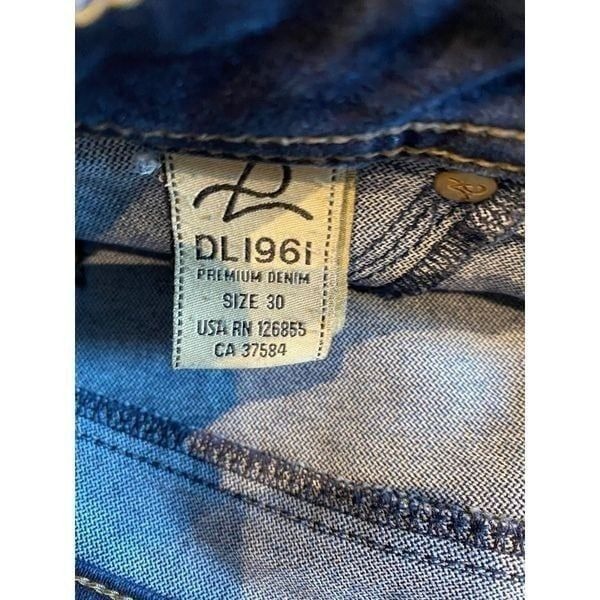 DL1961
PREMIUM DENIM
SIZE 30
USA RN 126855
CA 37584